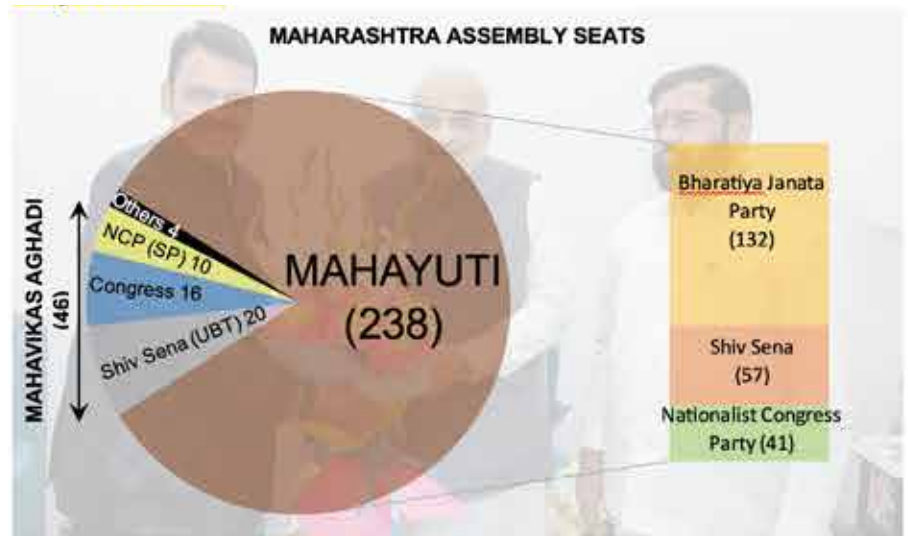 MAHARASHTRA ASSEMBLY SEATS
MAHAVIKAS AGHADI
(46)
Others 4
NCP (SP) 10
Congress 16
Shiv Sena (UBT) 20
MAHAYUTI
(238)
Bharatiya Janata
Party
(132)
Shiv Sena
(57)
Nationalist Congress
Party (41)